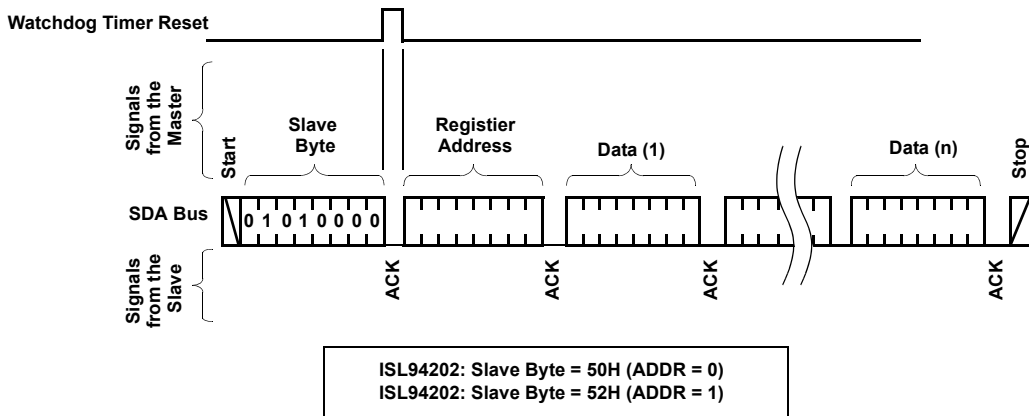 Watchdog Timer Reset
Signals
from the
Master
Start
Slave
Byte
Registier
Address
Data (1)
Data (n)
Stop
SDA Bus
0 1 0 1 0 0 0 0
Signals
from the
Slave
ACK
ACK
ACK
ACK
ISL94202: Slave Byte = 50H (ADDR = 0)
ISL94202: Slave Byte = 52H (ADDR = 1)